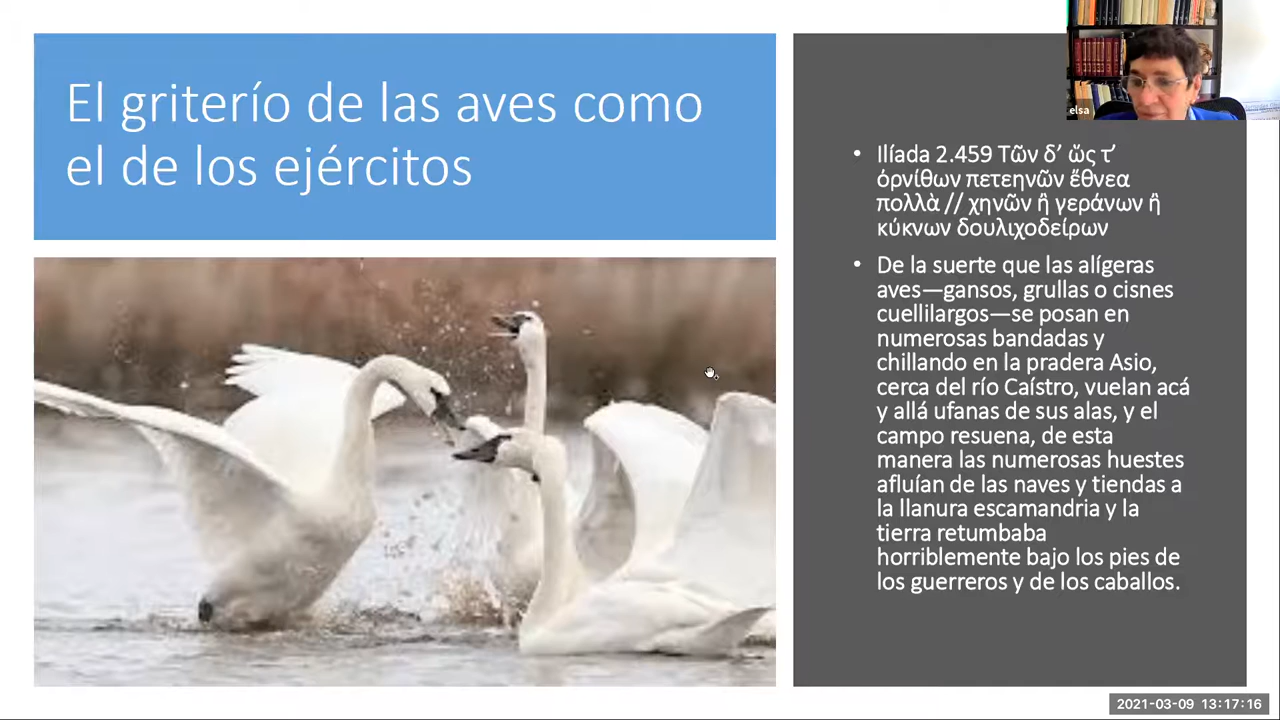 El griterío de las aves como
el de los ejércitos
elsa
• Ilíada 2.459 Τῶν δ’ ὥς τ’
ὀρνίθων πετεηνῶν ἔθνεα
πολλὰ // χηνῶν ἢ γεράνων ἢ
κύκνων δουλιχοδείρων
• De la suerte que las alígeras
aves—gansos, grullas o cisnes
cuellilargos—se posan en
numerosas bandadas y
chillando en la pradera Asio,
cerca del río Caístro, vuelan acá
y allá ufanas de sus alas, y el
campo resuena, de esta
manera las numerosas huestes
afluían de las naves y tiendas a
la llanura escamandria y la
tierra retumbaba
horriblemente bajo los pies de
los guerreros y de los caballos.
2021-03-09 13:17:16